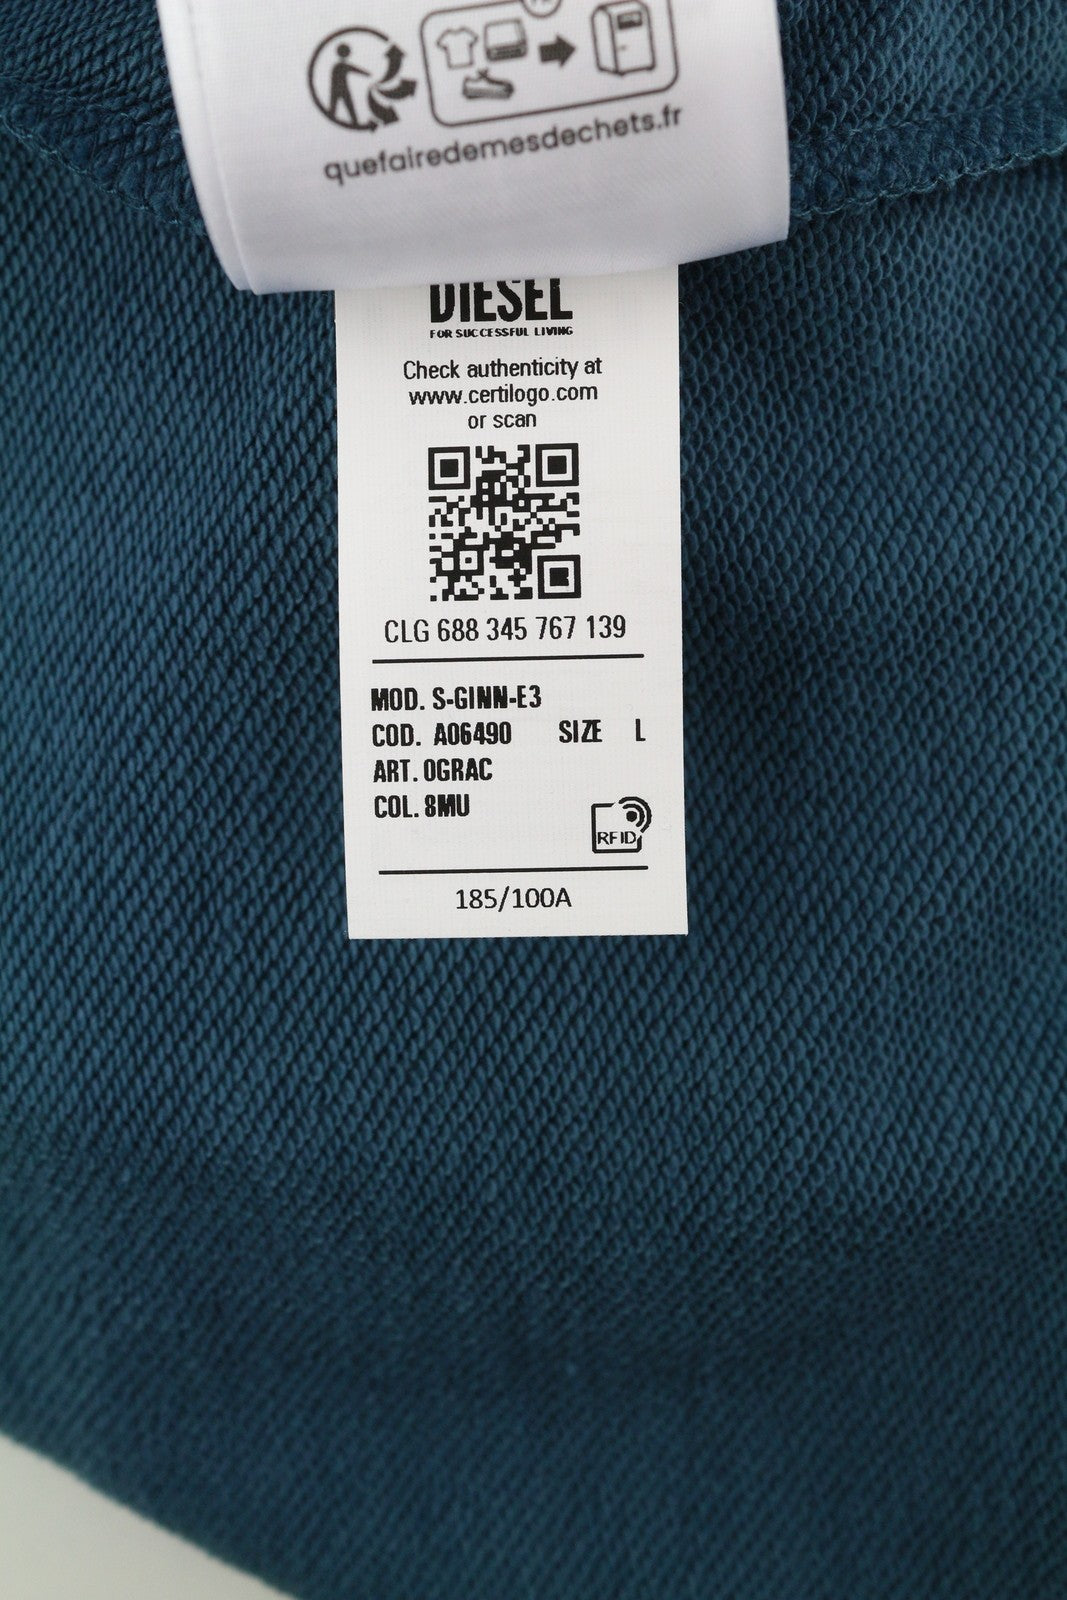 quefairedemesdechets.fr
DIESEL
FOR SUCCESSFUL LIVING
Check authenticity at
www.certilogo.com
or scan
CLG 688 345 767 139
MOD. S-GINN-E3
COD. A06490 SIZE L
ART. 0GRAC
COL. 8MU
RFID
185/100A